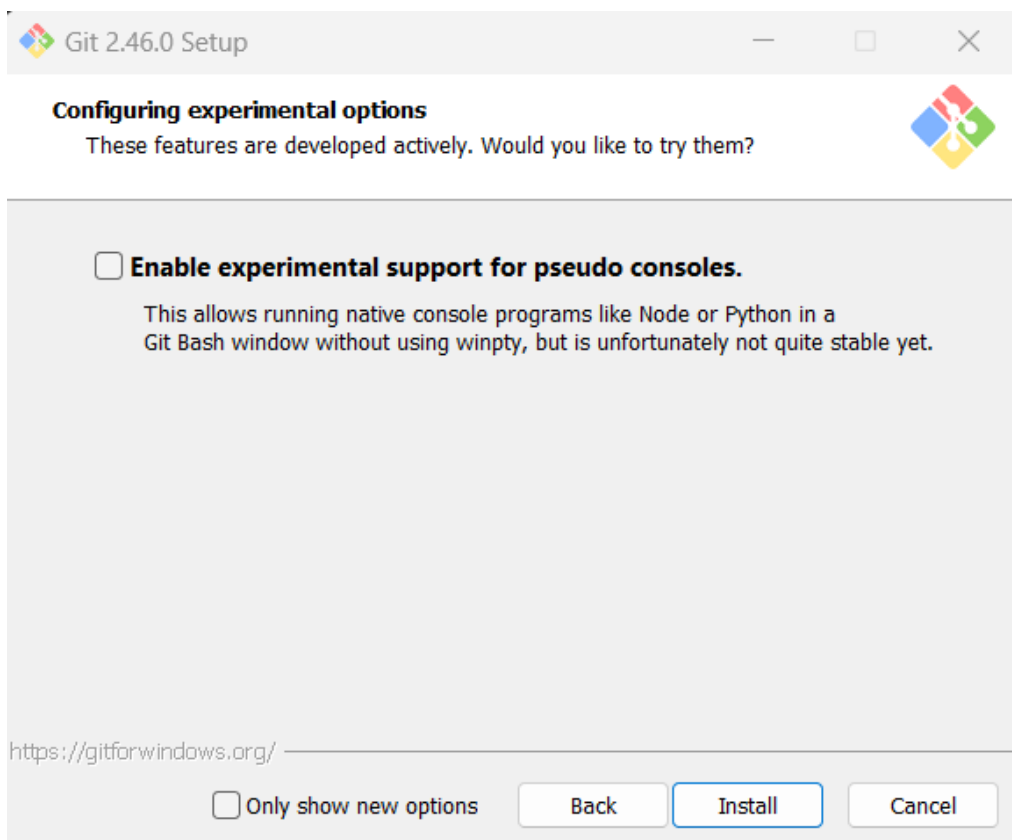 Git 2.46.0 Setup
Configuring experimental options
These features are developed actively. Would you like to try them?
Enable experimental support for pseudo consoles.
This allows running native console programs like Node or Python in a
Git Bash window without using winpty, but is unfortunately not quite stable yet.
https://gitforwindows.org/
Only show new options
Back
Install
Cancel